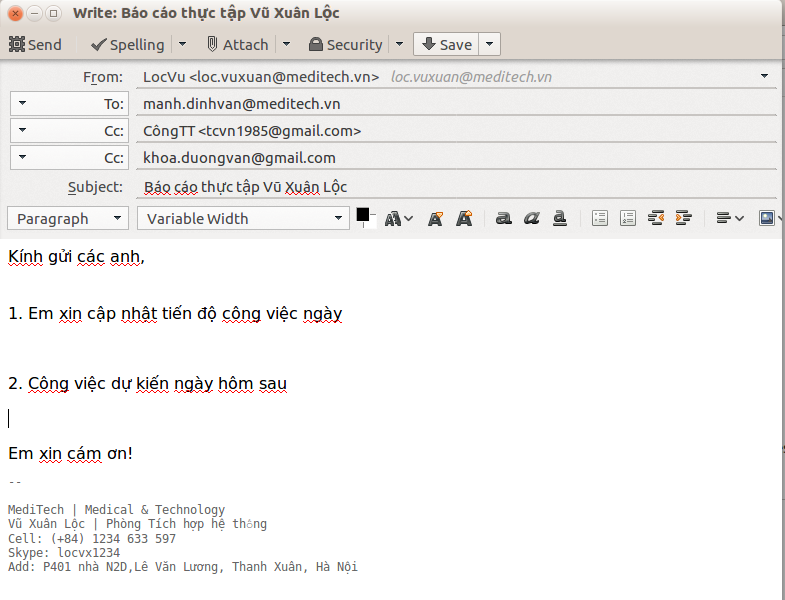 Write: Báo cáo thực tập Vũ Xuân Lộc
Send Spelling Attach Security Save
From: LocVu <loc.vuxuan@meditech.vn> loc.vuxuan@meditech.vn
To: manh.dinhvan@meditech.vn
Cc: CôngTT <tcvn1985@gmail.com>
Cc: khoa.duongvan@gmail.com
Subject: Báo cáo thực tập Vũ Xuân Lộc
Paragraph Variable Width
Kính gửi các anh,
1. Em xin cập nhật tiến độ công việc ngày
2. Công việc dự kiến ngày hôm sau
Em xin cám ơn!
--
MediTech | Medical & Technology
Vũ Xuân Lộc | Phòng Tích hợp hệ thống
Cell: (+84) 1234 633 597
Skype: locvx1234
Add: P401 nhà N2D,Lê Văn Lương, Thanh Xuân, Hà Nội